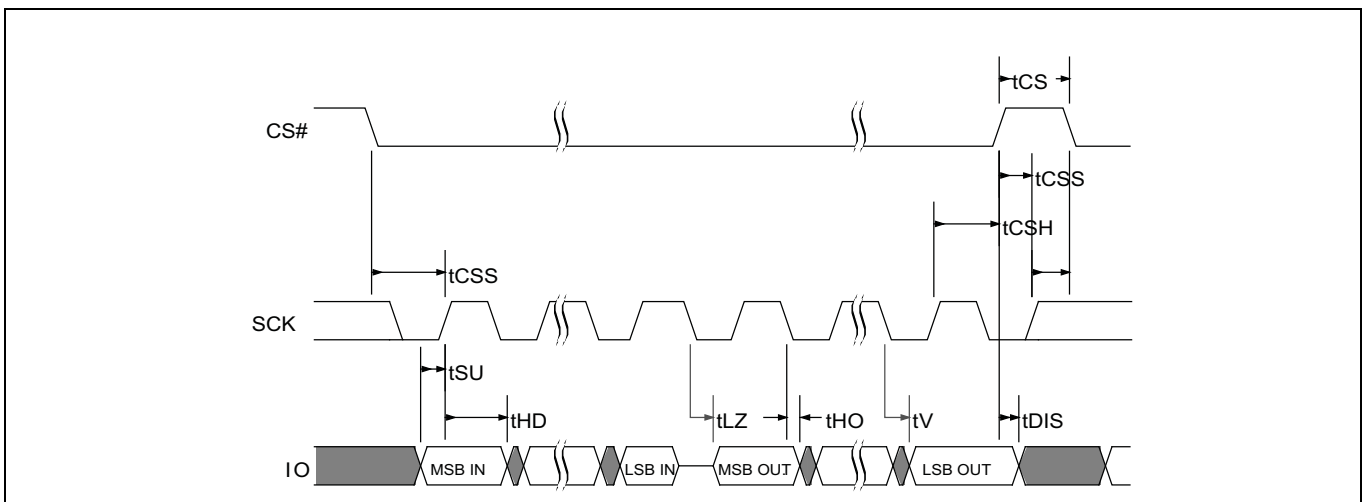 tCS
CS#
tCSS
tCSH
tCSS
SCK
tSU
tHD
tLZ
tHO
tV
tDIS
IO
MSB IN
LSB IN
MSB OUT
LSB OUT